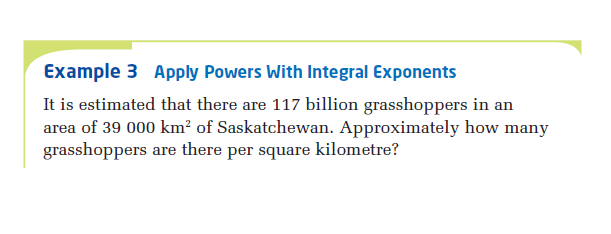 Example 3 Apply Powers With Integral Exponents
It is estimated that there are 117 billion grasshoppers in an
area of 39 000 km² of Saskatchewan. Approximately how many
grasshoppers are there per square kilometre?